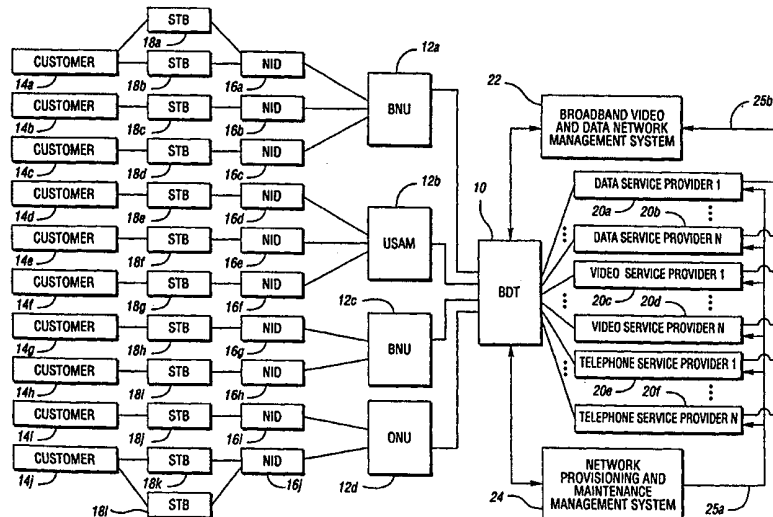 STB
18a
12a
CUSTOMER STB NID
14a 18b 16a
BNU
CUSTOMER STB NID
14b 18c 16b
CUSTOMER STB NID
14c 18d 16c
CUSTOMER STB NID
14d 18e 16d
12b
USAM
CUSTOMER STB NID
14e 18f 16e
CUSTOMER STB NID
14f 18g 16f
12c
CUSTOMER STB NID
14g 18h 16g
BNU
CUSTOMER STB NID
14h 18i 16h
CUSTOMER STB NID
14i 18j 16i
ONU
12d
CUSTOMER STB NID
14j 18k 16j
STB
18l
10
BDT
22
25b
BROADBAND VIDEO
AND DATA NETWORK
MANAGEMENT SYSTEM
DATA SERVICE PROVIDER 1
20a 20b
DATA SERVICE PROVIDER N
VIDEO SERVICE PROVIDER 1
20c 20d
VIDEO SERVICE PROVIDER N
TELEPHONE SERVICE PROVIDER 1
20e 20f
TELEPHONE SERVICE PROVIDER N
NETWORK
PROVISIONING AND
MAINTENANCE
MANAGEMENT SYSTEM
24
25a